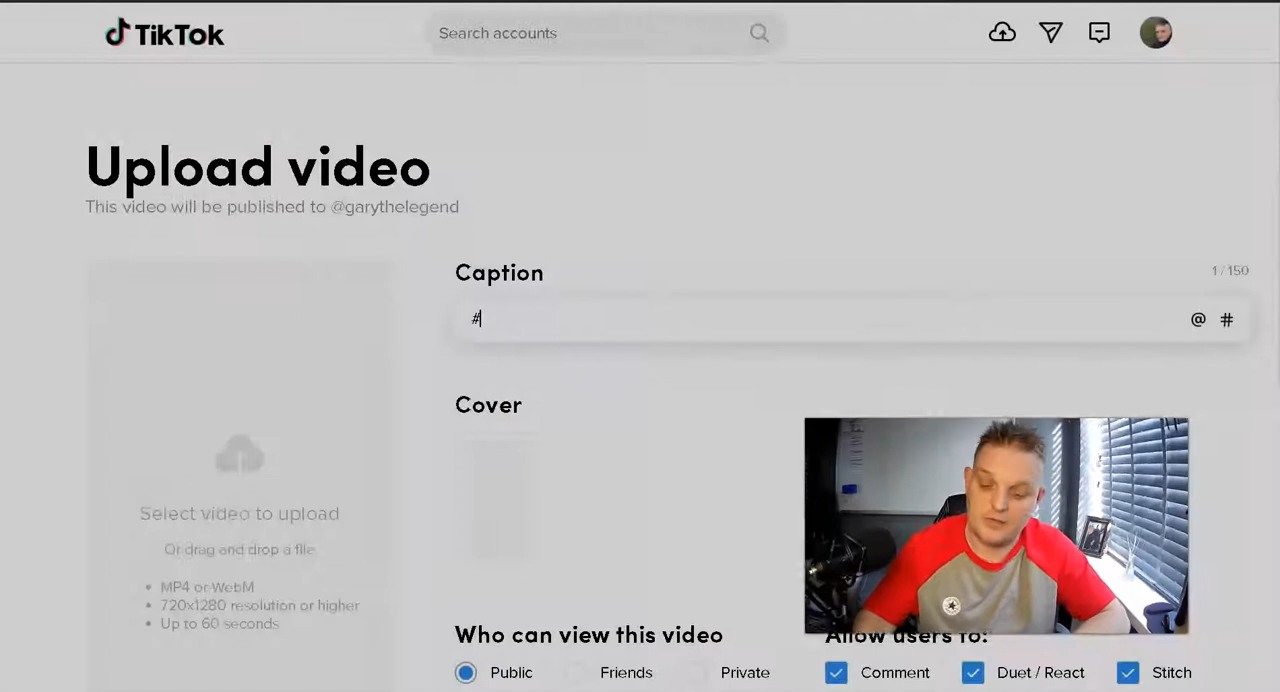 TikTok
Search accounts
Upload video
This video will be published to @garythelegend
Caption
1 / 150
#
@ #
Cover
Select video to upload
Or drag and drop a file
• MP4 or WebM
• 720x1280 resolution or higher
• Up to 60 seconds
Who can view this video
Allow users to:
Public
Friends
Private
Comment
Duet / React
Stitch